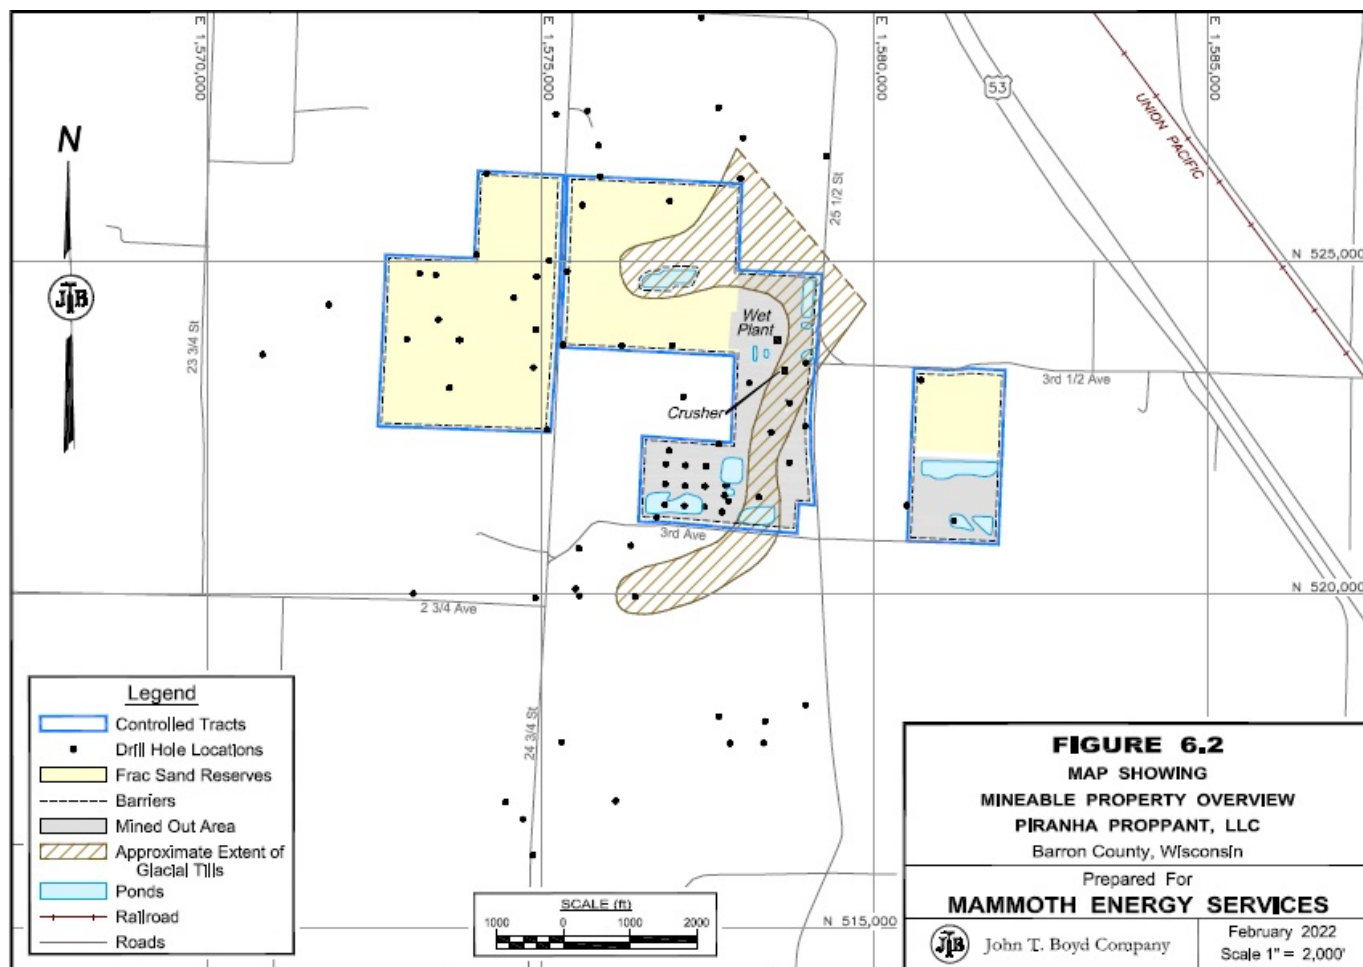 E 1,570,000
E 1,575,000
E 1,580,000
E 1,585,000
53
UNION PACIFIC
N
25 1/2 St
N 525,000
JTB
23 3/4 St
Wet
Plant
3rd 1/2 Ave
Crusher
3rd Ave
N 520,000
2 3/4 Ave
24 3/4 St
Legend
Controlled Tracts
Drill Hole Locations
Frac Sand Reserves
Barriers
Mined Out Area
Approximate Extent of
Glacial Tills
Ponds
Railroad
Roads
SCALE (ft)
1000 0 1000 2000
N 515,000
FIGURE 6.2
MAP SHOWING
MINEABLE PROPERTY OVERVIEW
PIRANHA PROPPANT, LLC
Barron County, Wisconsin
Prepared For
MAMMOTH ENERGY SERVICES
JTB John T. Boyd Company
February 2022
Scale 1" = 2,000'